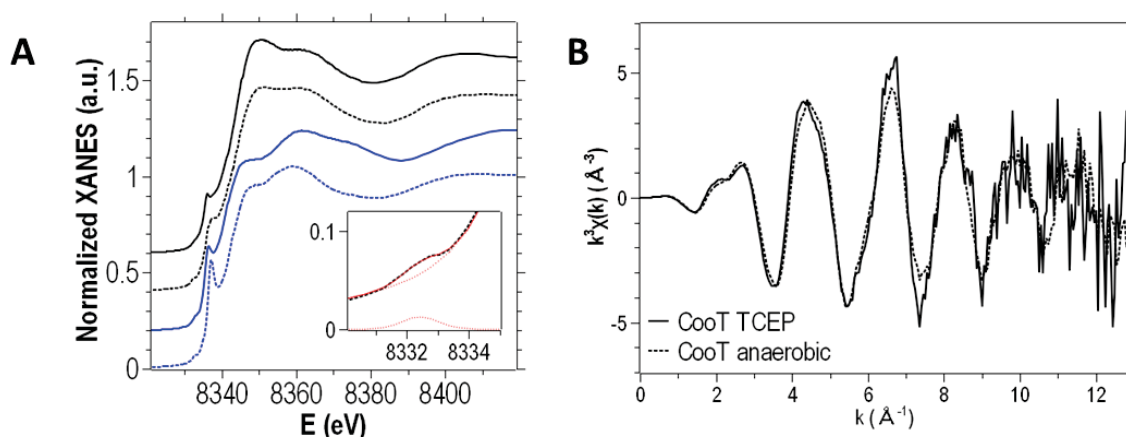 A
Normalized XANES (a.u.)
1.5
1
0.5
0
8340
8360
8380
8400
E (eV)
0.1
0
8332
8334
B
k³χ(k) ( Å⁻³)
5
0
-5
0
2
4
6
8
10
12
k ( Å⁻¹)
CooT TCEP
CooT anaerobic